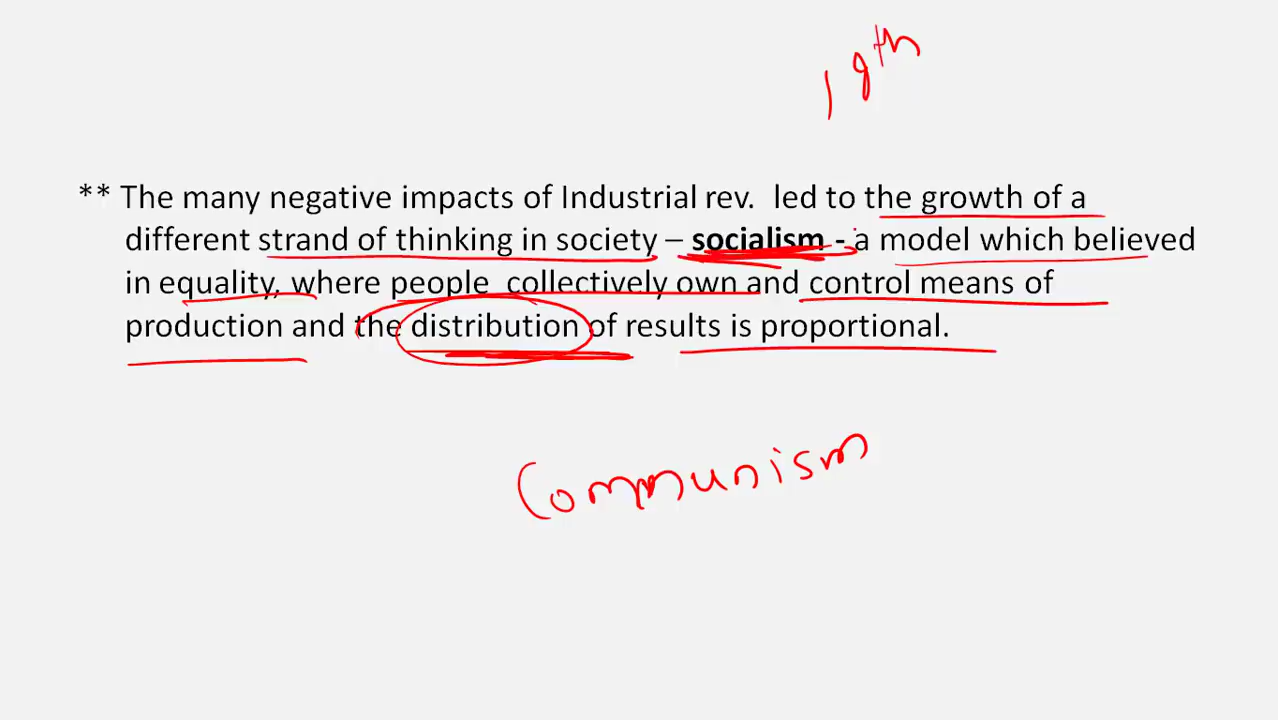 18th
** The many negative impacts of Industrial rev. led to the growth of a
different strand of thinking in society – socialism - a model which believed
in equality, where people collectively own and control means of
production and the distribution of results is proportional.
Communism